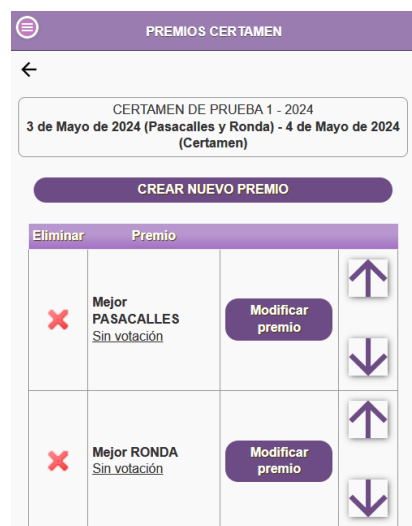 PREMIOS CERTAMEN
CERTAMEN DE PRUEBA 1 - 2024
3 de Mayo de 2024 (Pasacalles y Ronda) - 4 de Mayo de 2024
(Certamen)
CREAR NUEVO PREMIO
Eliminar Premio
Mejor
PASACALLES
Sin votación
Modificar
premio
Mejor RONDA
Sin votación
Modificar
premio